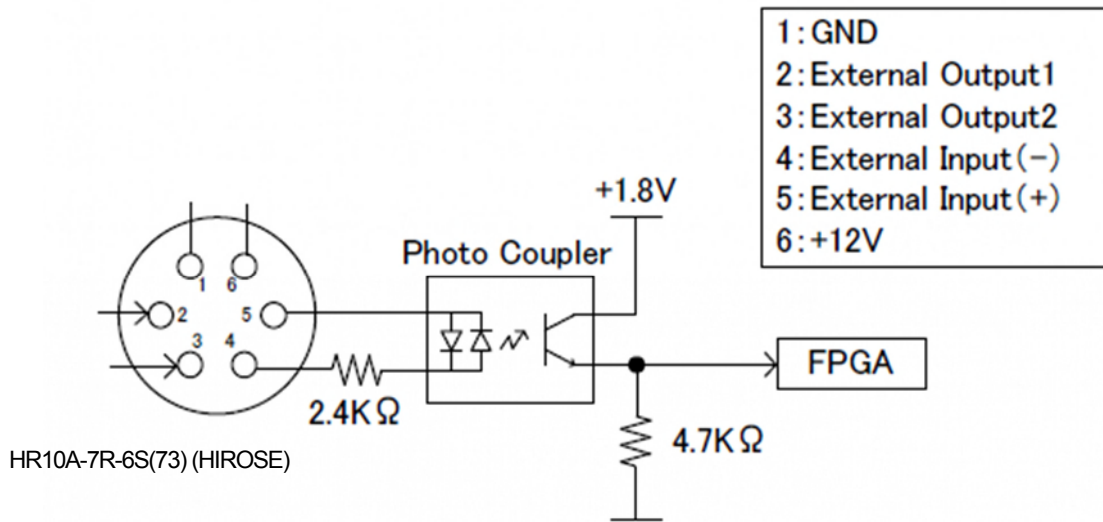 1:GND
2:External Output1
3:External Output2
4:External Input(-)
5:External Input(+)
6:+12V
+1.8V
Photo Coupler
1
6
2
5
3
4
FPGA
2.4KΩ
4.7KΩ
HR10A-7R-6S(73) (HIROSE)